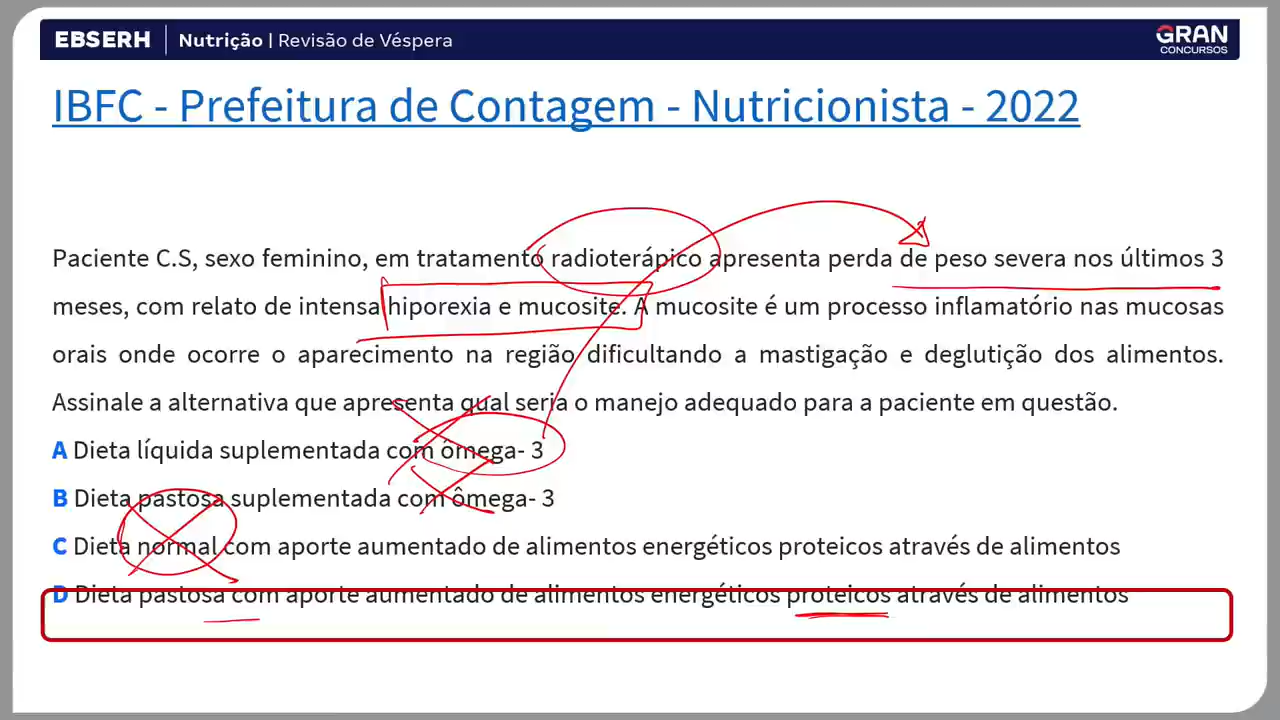 EBSERH Nutrição | Revisão de Véspera GRAN CONCURSOS
IBFC - Prefeitura de Contagem - Nutricionista - 2022
Paciente C.S, sexo feminino, em tratamento radioterápico apresenta perda de peso severa nos últimos 3
meses, com relato de intensa hiporexia e mucosite. A mucosite é um processo inflamatório nas mucosas
orais onde ocorre o aparecimento na região dificultando a mastigação e deglutição dos alimentos.
Assinale a alternativa que apresenta qual seria o manejo adequado para a paciente em questão.
A Dieta líquida suplementada com ômega- 3
B Dieta pastosa suplementada com ômega- 3
C Dieta normal com aporte aumentado de alimentos energéticos proteicos através de alimentos
D Dieta pastosa com aporte aumentado de alimentos energéticos proteicos através de alimentos